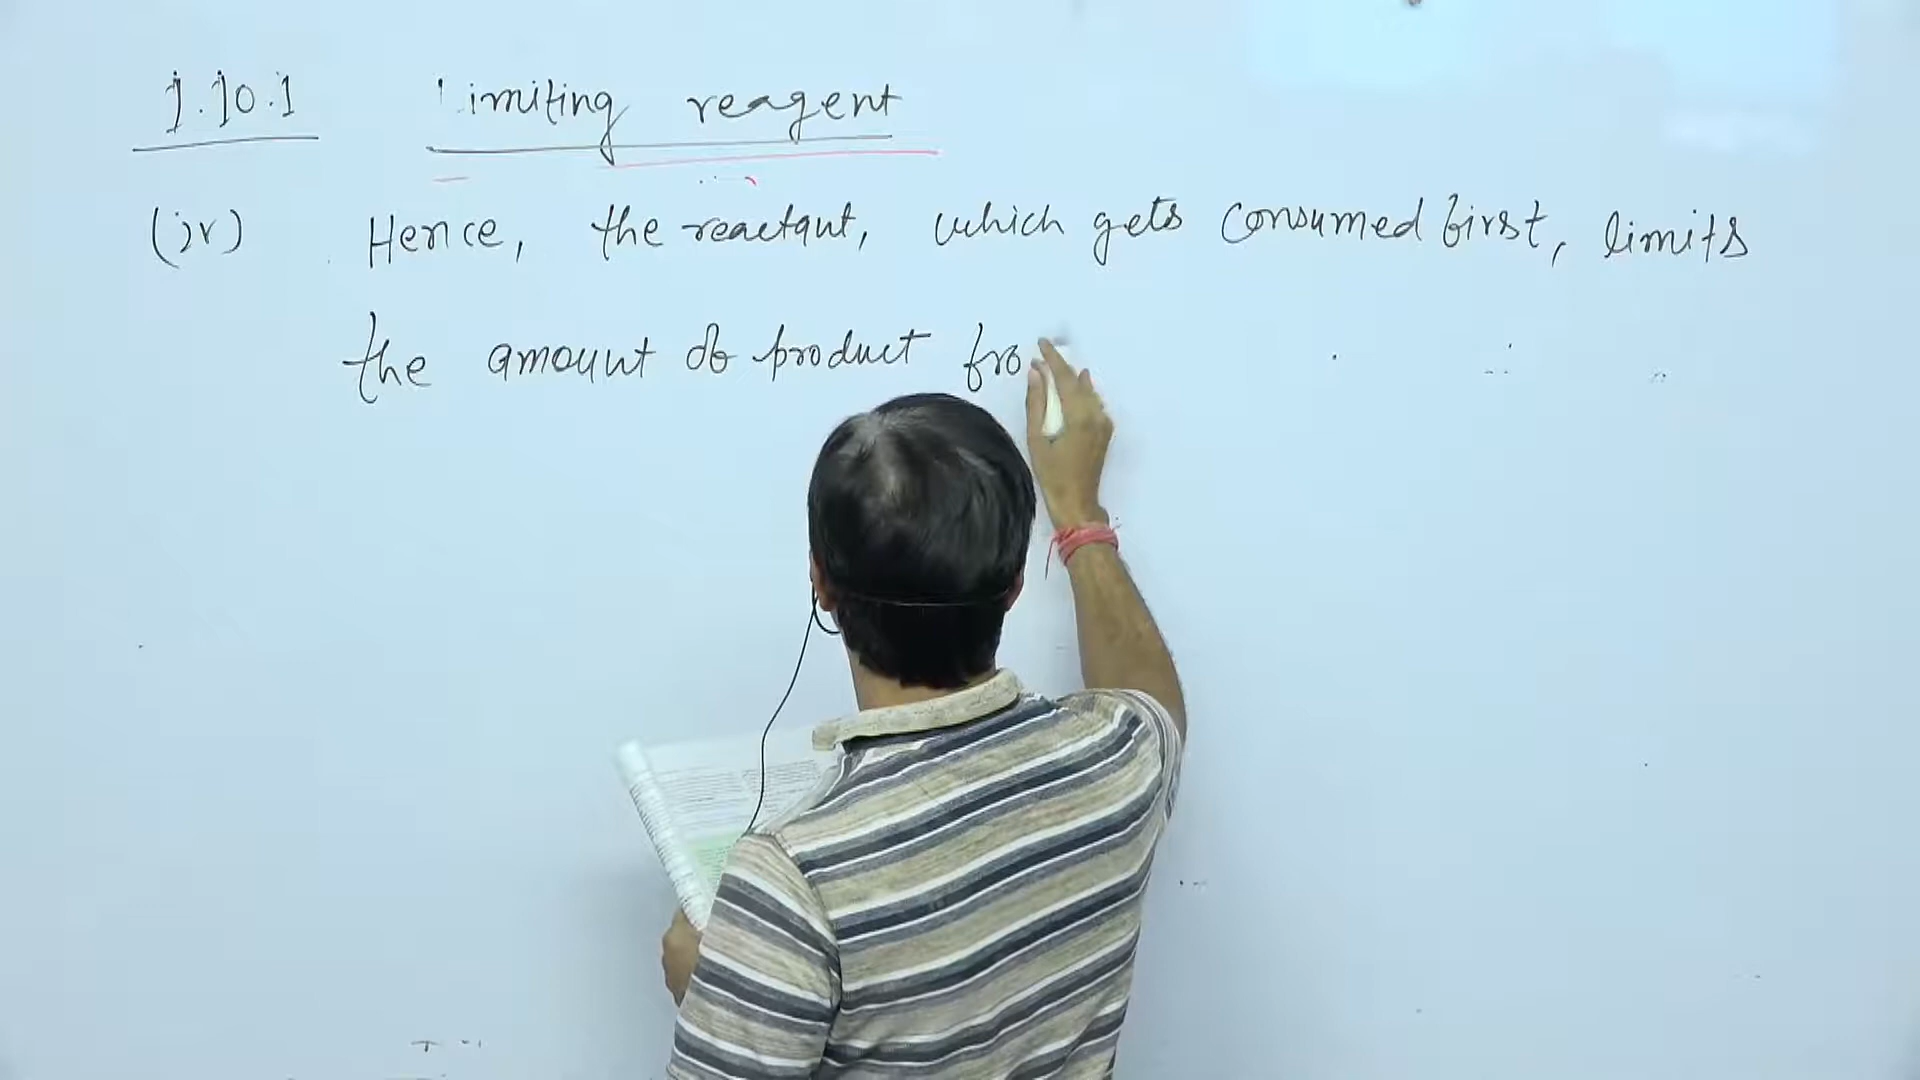 1.10.1 Limiting reagent
(iv) Hence, the reactant, which gets consumed first, limits
the amount of product fro